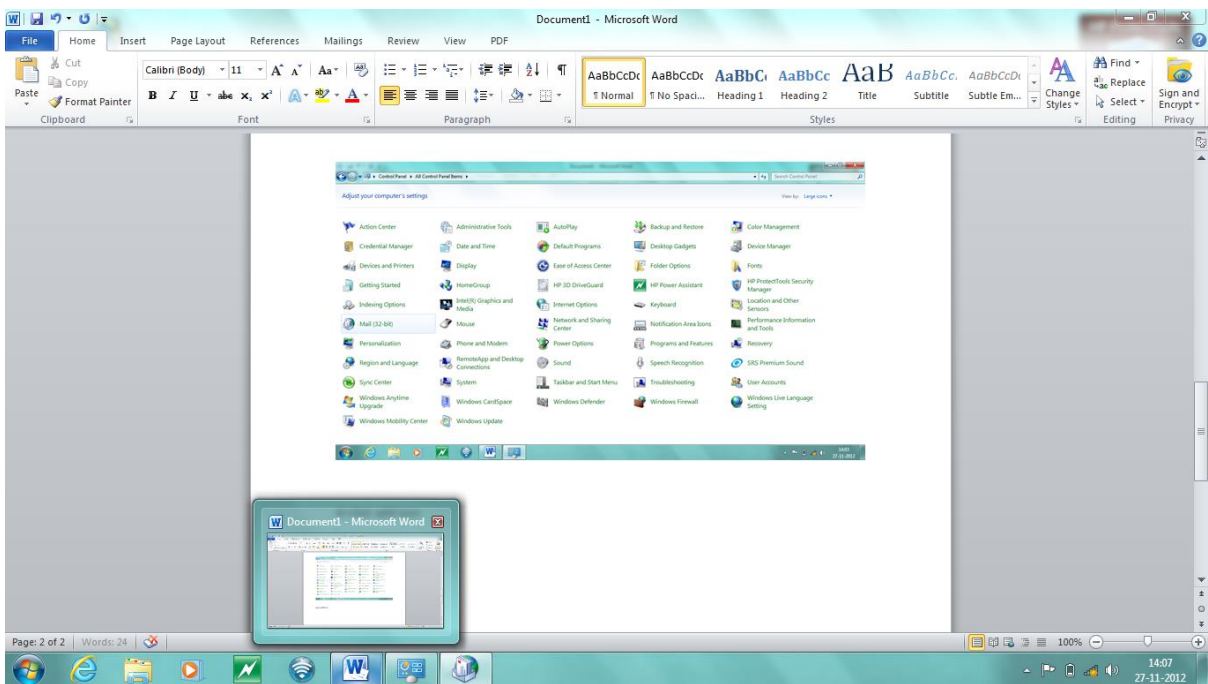 Document1 - Microsoft Word
File Home Insert Page Layout References Mailings Review View PDF
Paste
Cut
Copy
Format Painter
Clipboard
Calibri (Body) 11
Font
Paragraph
AaBbCcDc AaBbCcDc AaBbC AaBbCc AaB AaBbCc. AaBbCcDc
¶ Normal ¶ No Spaci... Heading 1 Heading 2 Title Subtitle Subtle Em...
Change Styles
Styles
Find
Replace
Select
Editing
Sign and Encrypt
Privacy
Control Panel All Control Panel Items
Search Control Panel
Adjust your computer's settings
View by: Large icons
Action Center Administrative Tools AutoPlay Backup and Restore Color Management
Credential Manager Date and Time Default Programs Desktop Gadgets Device Manager
Devices and Printers Display Ease of Access Center Folder Options Fonts
Getting Started HomeGroup HP 3D DriveGuard HP Power Assistant HP ProtectTools Security Manager
Indexing Options Intel(R) Graphics and Media Internet Options Keyboard Location and Other Sensors
Mail (32-bit) Mouse Network and Sharing Center Notification Area Icons Performance Information and Tools
Personalization Phone and Modem Power Options Programs and Features Recovery
Region and Language RemoteApp and Desktop Connections Sound Speech Recognition SRS Premium Sound
Sync Center System Taskbar and Start Menu Troubleshooting User Accounts
Windows Anytime Upgrade Windows CardSpace Windows Defender Windows Firewall Windows Live Language Setting
Windows Mobility Center Windows Update
14:03
27-11-2012
Document1 - Microsoft Word
Page: 2 of 2 Words: 24
100%
14:07
27-11-2012